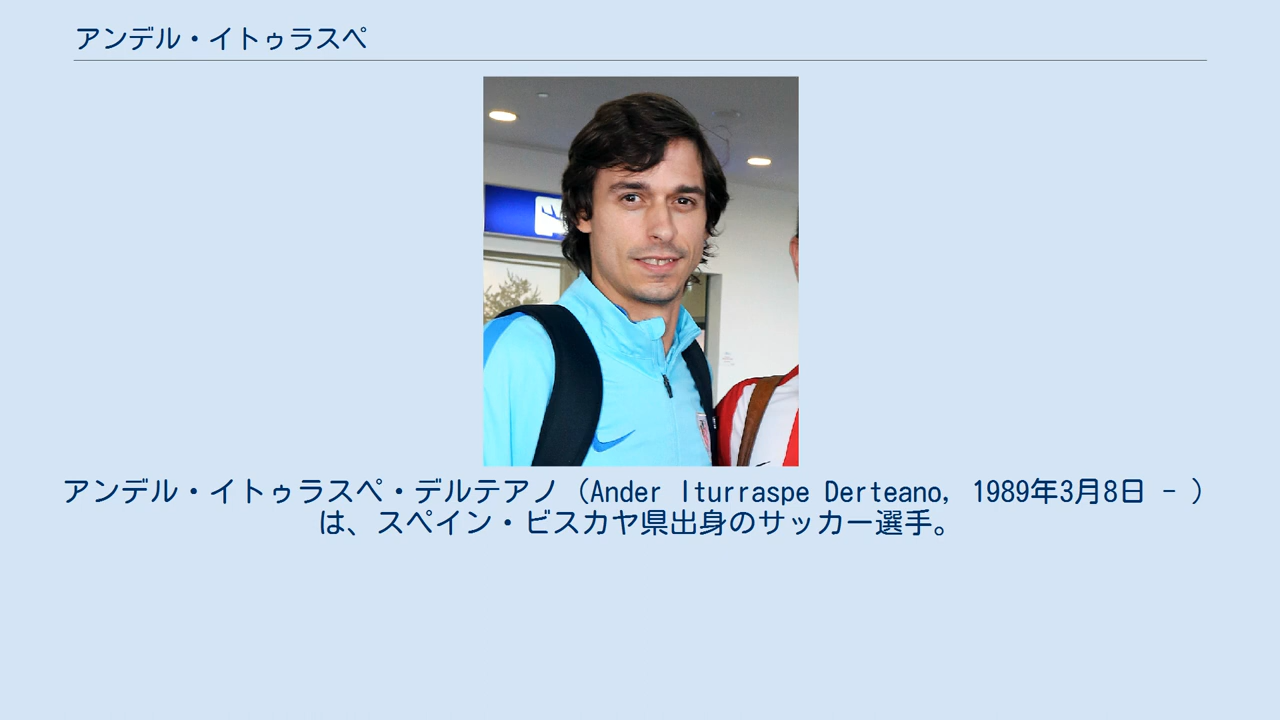 アンデル・イトゥラスペ
アンデル・イトゥラスペ・デルテアノ（Ander Iturraspe Derteano, 1989年3月8日 - ）
は、スペイン・ビスカヤ県出身のサッカー選手。